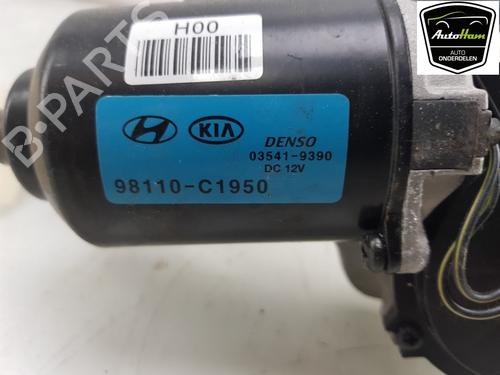 H00
AutoHam
AUTO
ONDERDELEN
B-PARTS
KIA
DENSO
03541-9390
DC 12V
98110-C1950